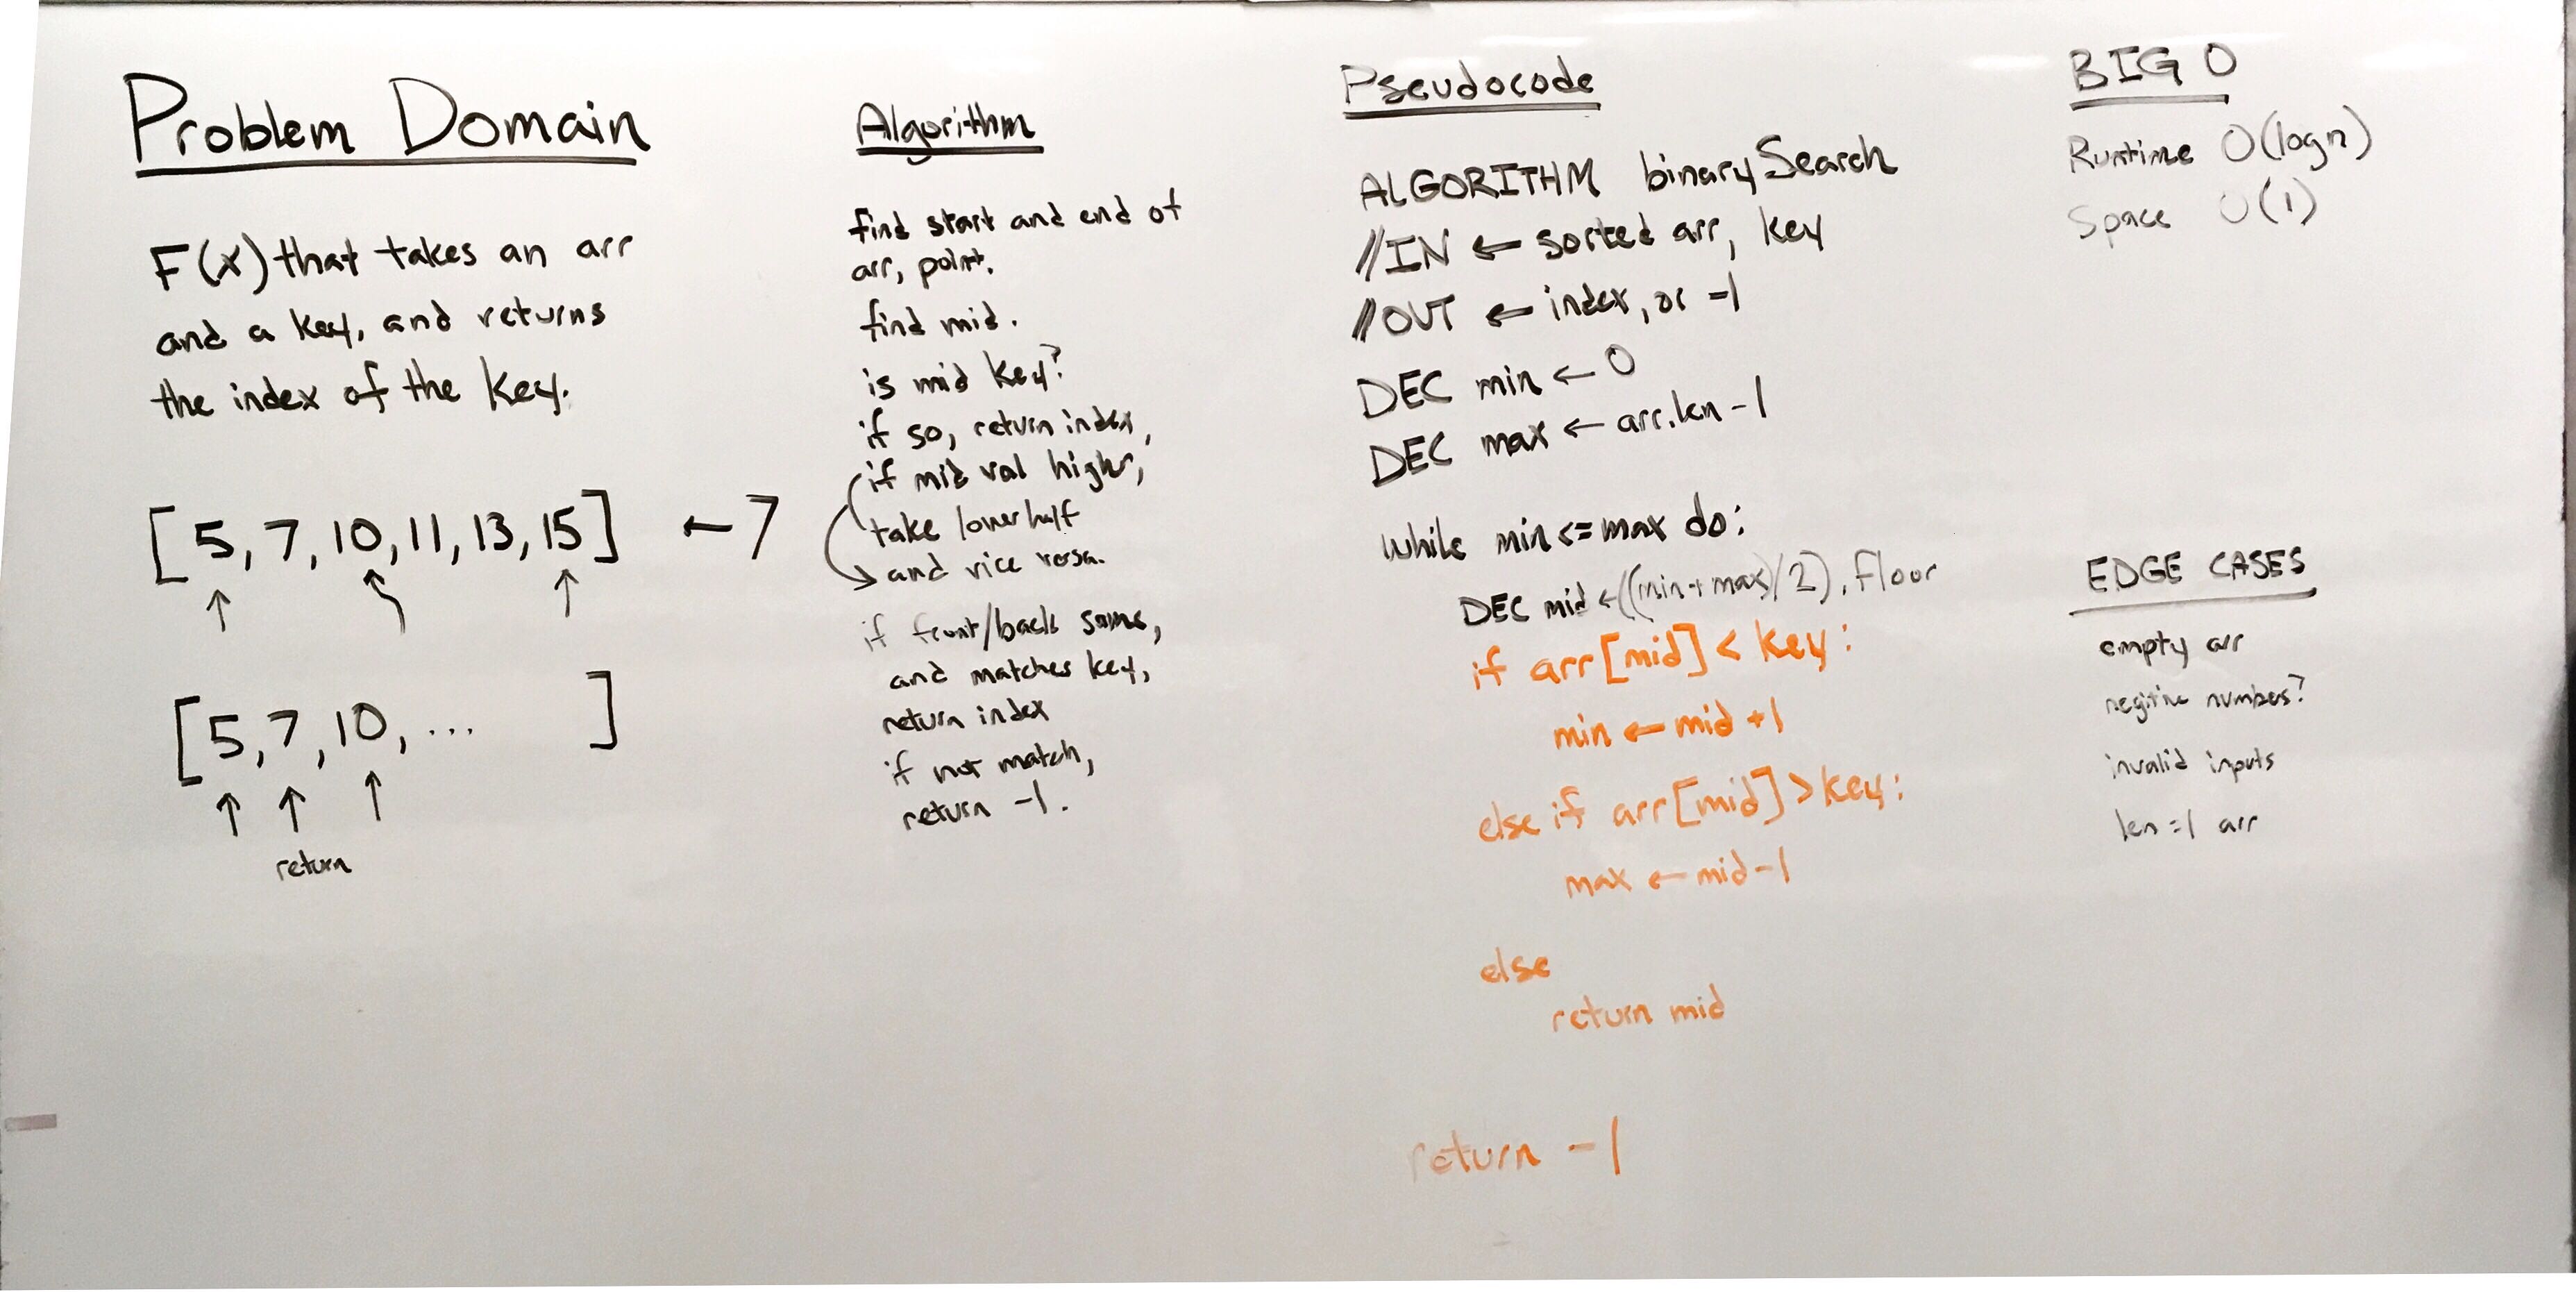 Problem Domain
F(x) that takes an arr
and a key, and returns
the index of the key.
[5, 7, 10, 11, 13, 15] ← 7
[5, 7, 10, ... ]
return
Algorithm
find start and end of
arr, point.
find mid.
is mid key?
if so, return index,
if mid val higher,
take lower half
and vice versa.
if front/back same,
and matches key,
return index
if not match,
return -1.
Pseudocode
ALGORITHM binarySearch
//IN ← sorted arr, key
//OUT ← index, or -1
DEC min ← 0
DEC max ← arr.len -1
while min <= max do:
DEC mid ← ((min+max)/2).floor
if arr[mid] < key:
min ← mid +1
else if arr[mid] > key:
max ← mid-1
else
return mid
return -1
BIG O
Runtime O(logn)
Space O(1)
EDGE CASES
empty arr
negitive numbers?
invalid inputs
len=1 arr